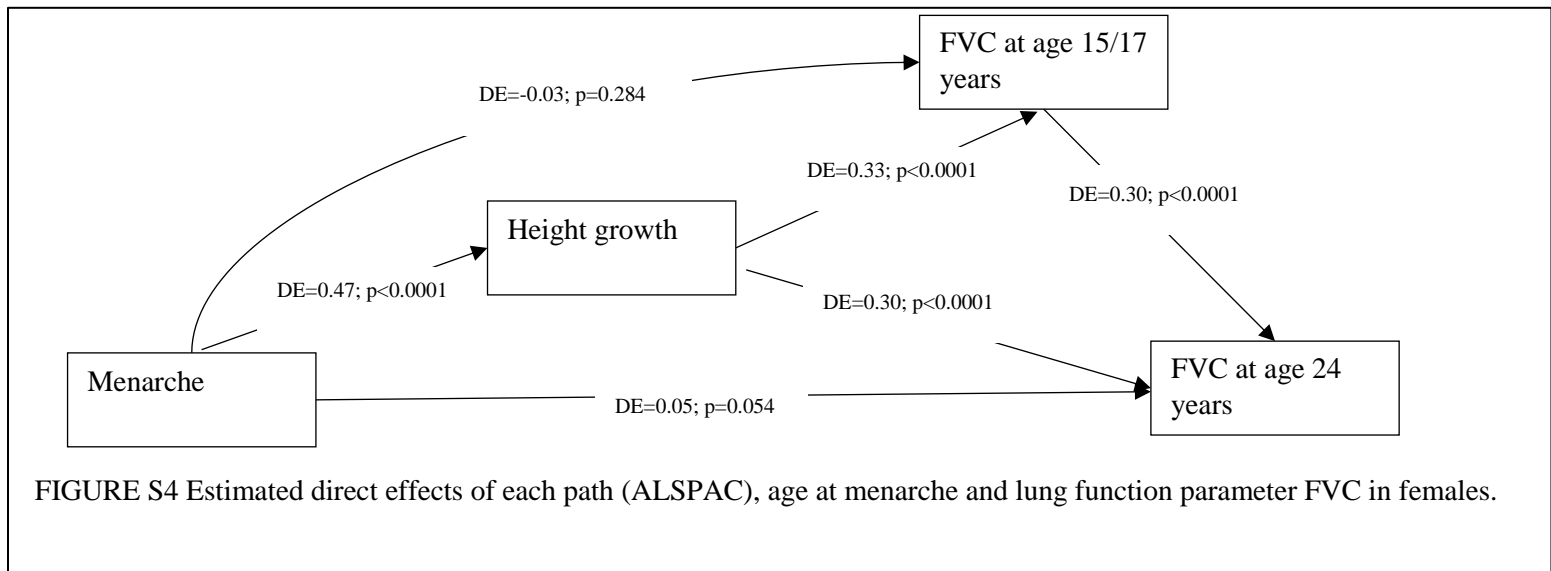 FVC at age 15/17
years
DE=-0.03; p=0.284
DE=0.33; p<0.0001
DE=0.30; p<0.0001
Height growth
DE=0.47; p<0.0001
DE=0.30; p<0.0001
Menarche
FVC at age 24
years
DE=0.05; p=0.054
FIGURE S4 Estimated direct effects of each path (ALSPAC), age at menarche and lung function parameter FVC in females.